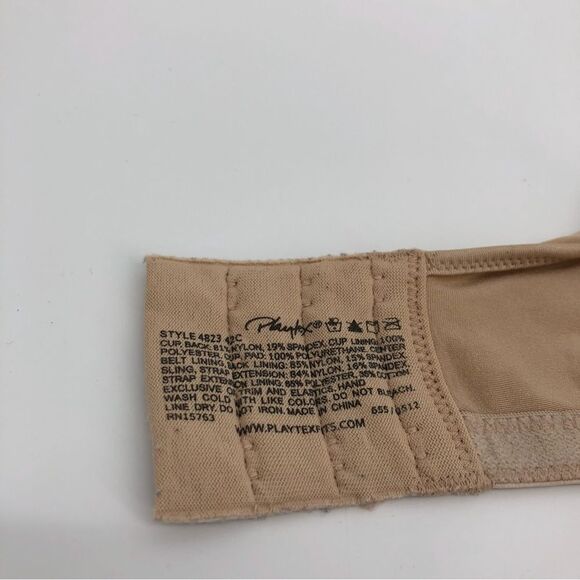 Playtex®
STYLE 4823 42C
CUP, BACK: 81% NYLON, 19% SPANDEX, CUP LINING: 100%
POLYESTER, CUP PAD: 100% POLYURETHANE, CENTER
BELT LINING: 85% NYLON, 15% SPANDEX
SLING, STRAP EXTENSION: 84% NYLON, 16% SPANDEX
STRAP EXTENSION LINING: 65% POLYESTER, 35% COTTON,
EXCLUSIVE OF TRIM AND ELASTICS, HAND
WASH COLD WITH LIKE COLORS. DO NOT BLEACH.
LINE DRY. DO NOT IRON. MADE IN CHINA
RN15763 655 / 0512
WWW.PLAYTEXFITS.COM